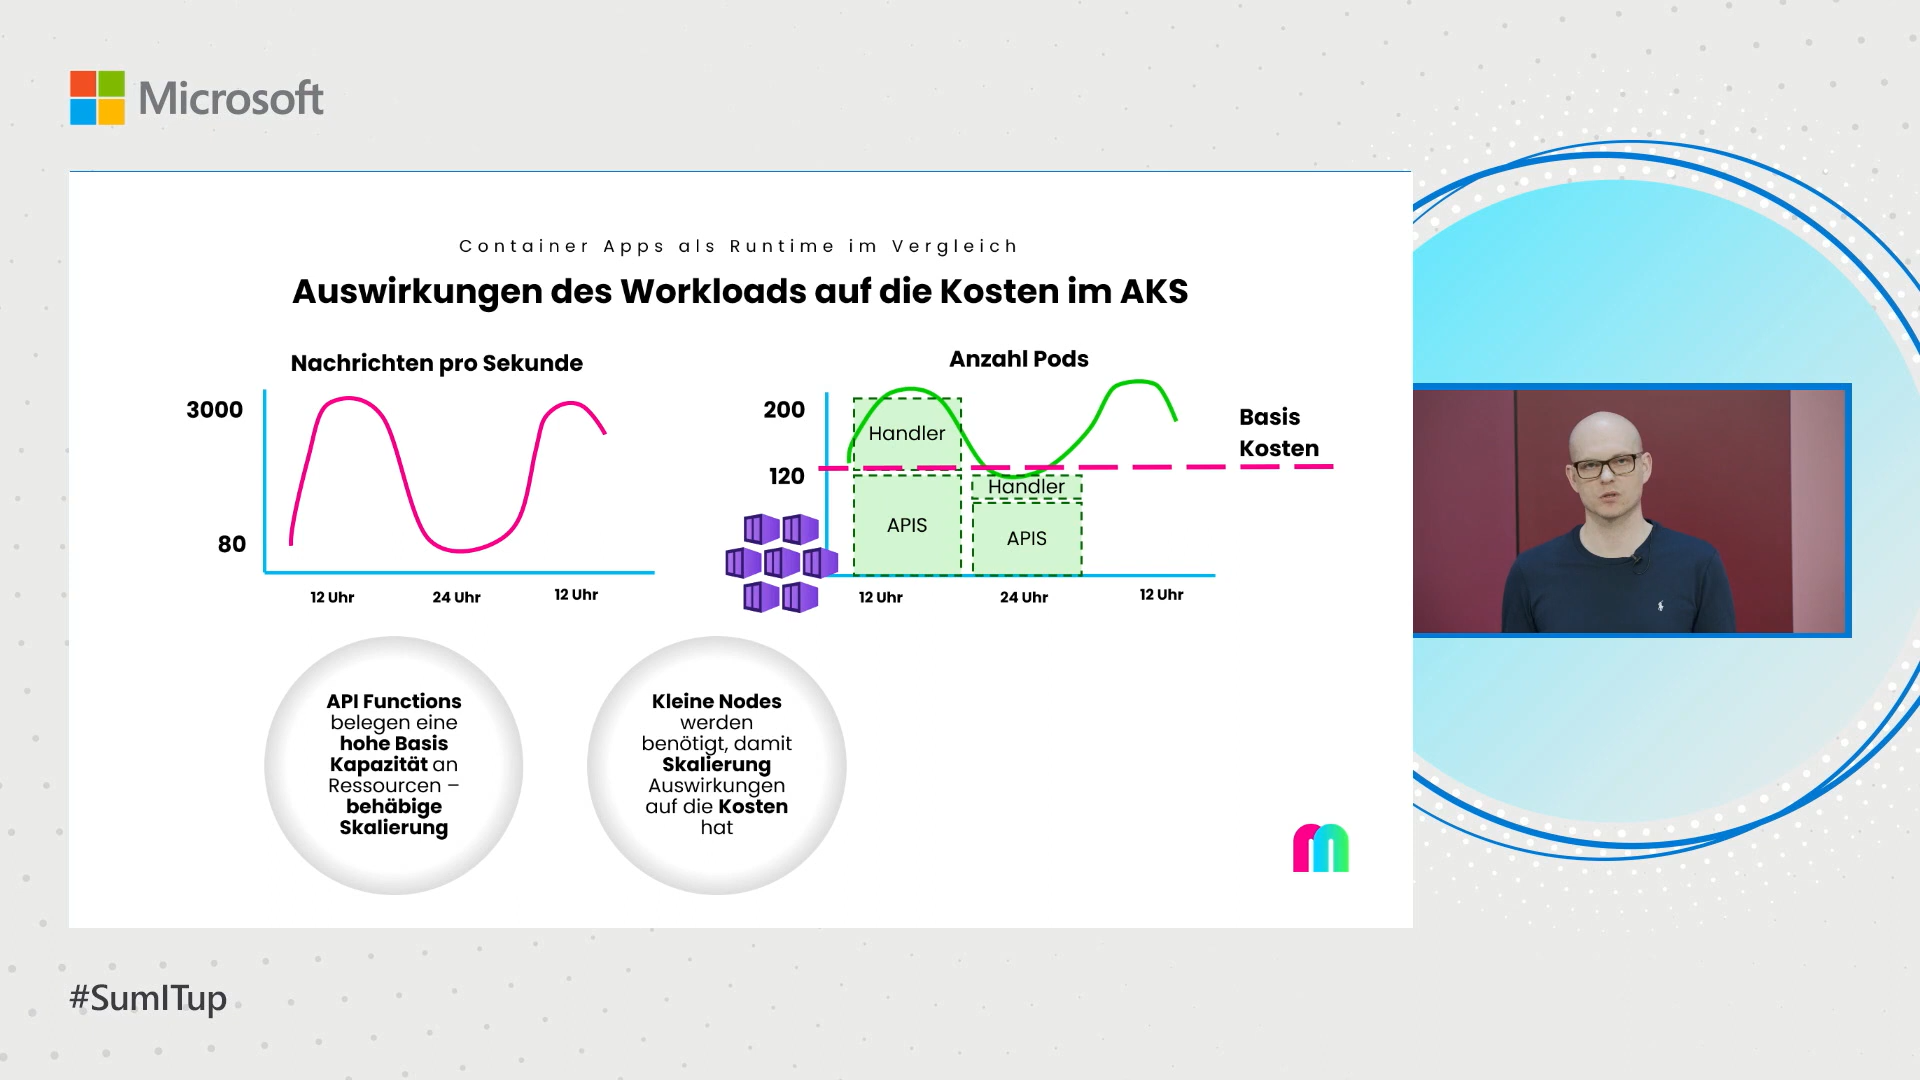 Microsoft
Container Apps als Runtime im Vergleich
Auswirkungen des Workloads auf die Kosten im AKS
Nachrichten pro Sekunde
3000
80
12 Uhr
24 Uhr
12 Uhr
Anzahl Pods
200
120
Handler
APIS
Handler
APIS
Basis
Kosten
12 Uhr
24 Uhr
12 Uhr
API Functions
belegen eine
hohe Basis
Kapazität an
Ressourcen –
behäbige
Skalierung
Kleine Nodes
werden
benötigt, damit
Skalierung
Auswirkungen
auf die Kosten
hat
#SumITup